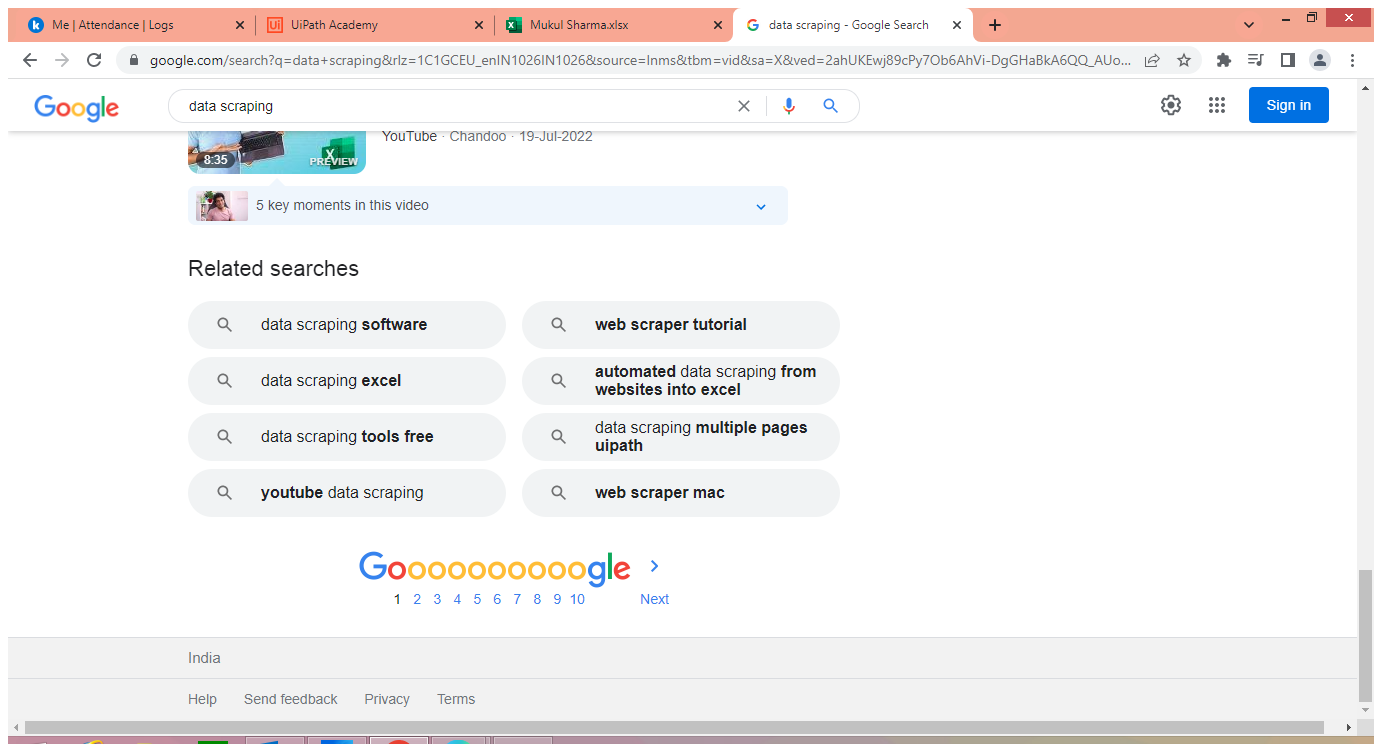 Me | Attendance | Logs
UiPath Academy
Mukul Sharma.xlsx
data scraping - Google Search
google.com/search?q=data+scraping&rlz=1C1GCEU_enIN1026IN1026&source=lnms&tbm=vid&sa=X&ved=2ahUKEwj89cPy7Ob6AhVi-DgGHaBkA6QQ_AUo...
Google
data scraping
Sign in
8:35
PREVIEW
YouTube · Chandoo · 19-Jul-2022
5 key moments in this video
Related searches
data scraping software
web scraper tutorial
data scraping excel
automated data scraping from
websites into excel
data scraping tools free
data scraping multiple pages
uipath
youtube data scraping
web scraper mac
Goooooooooogle
1 2 3 4 5 6 7 8 9 10 Next
India
Help Send feedback Privacy Terms